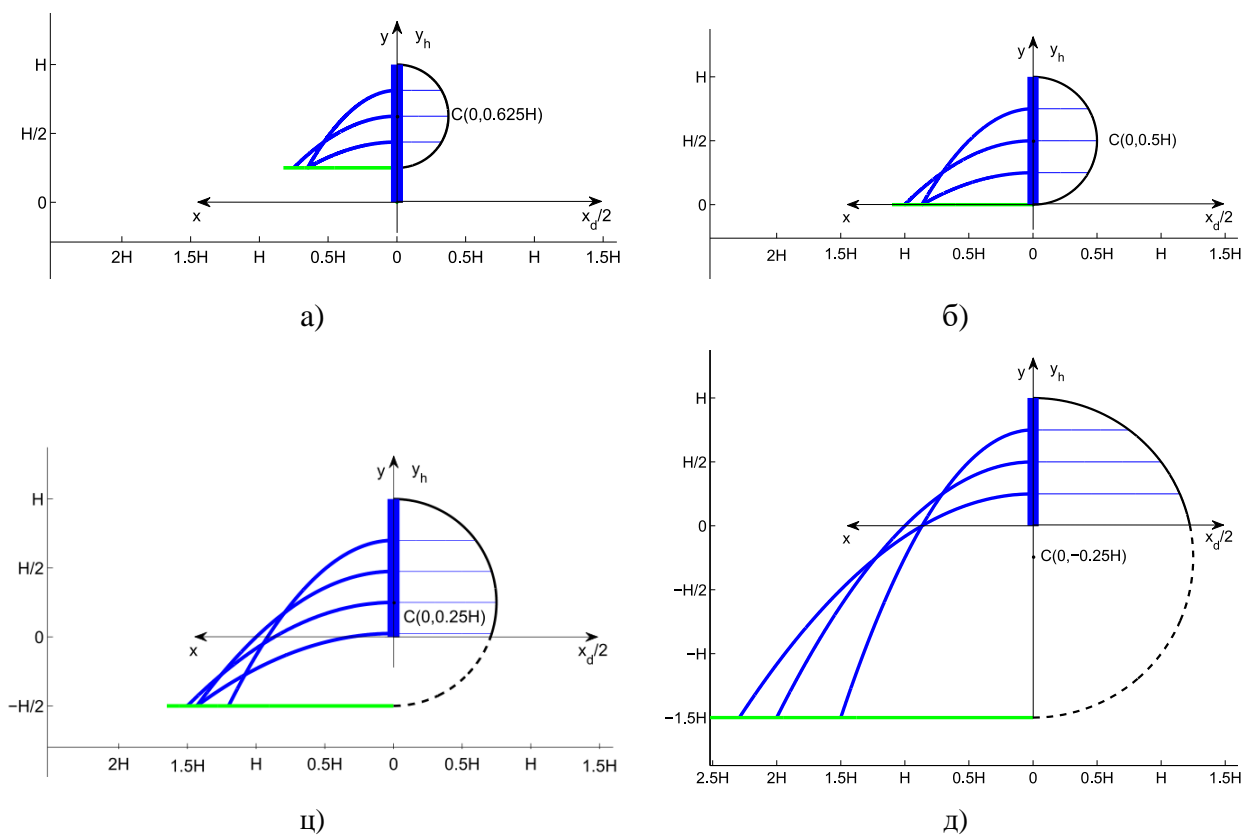 y y_h
H
C(0,0.625H)
H/2
0
x x_d/2
2H 1.5H H 0.5H 0 0.5H H 1.5H
а)
y y_h
H
H/2
C(0,0.5H)
0
x x_d/2
2H 1.5H H 0.5H 0 0.5H H 1.5H
б)
y y_h
H
H/2
C(0,0.25H)
0
x x_d/2
−H/2
2H 1.5H H 0.5H 0 0.5H H 1.5H
ц)
y y_h
H
H/2
0
x x_d/2
C(0,−0.25H)
−H/2
−H
−1.5H
2.5H 2H 1.5H H 0.5H 0 0.5H H 1.5H
д)